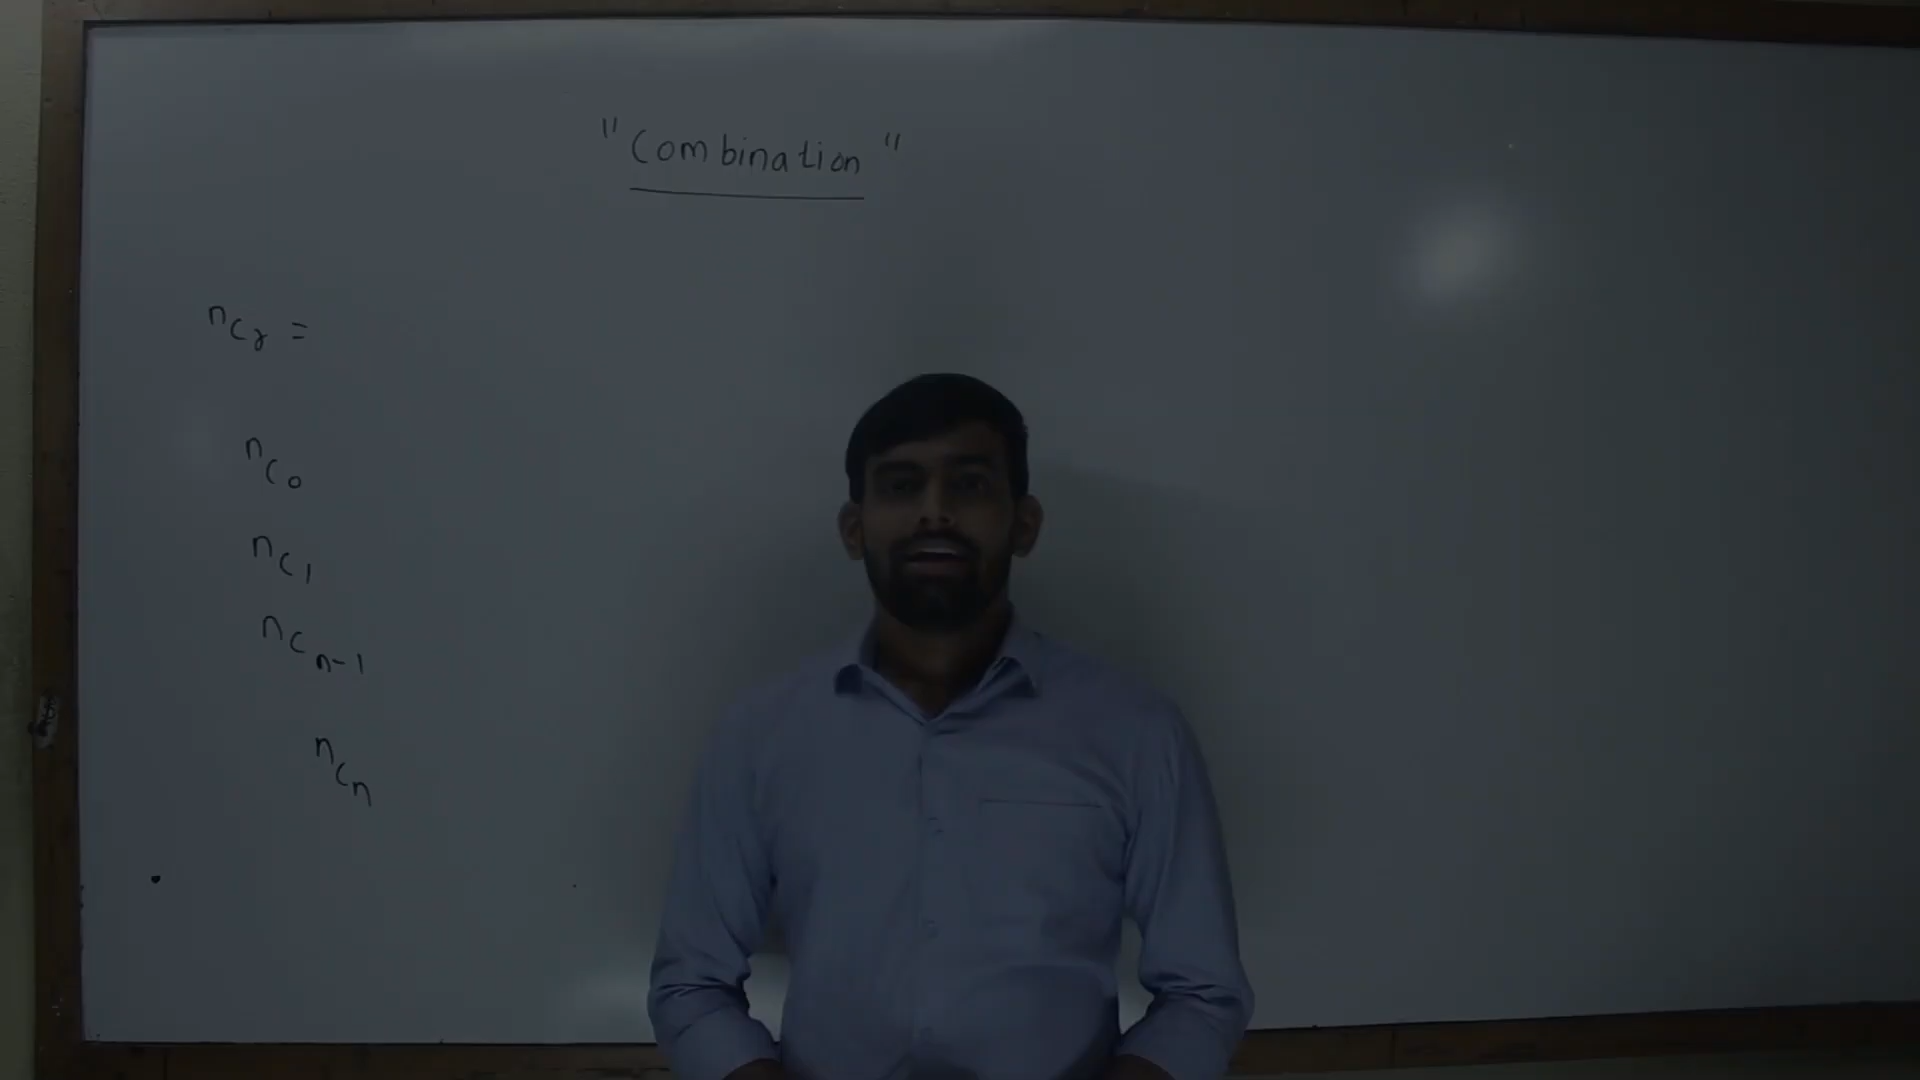 "Combination"
nCr =
nC0
nC1
nCn-1
nCn